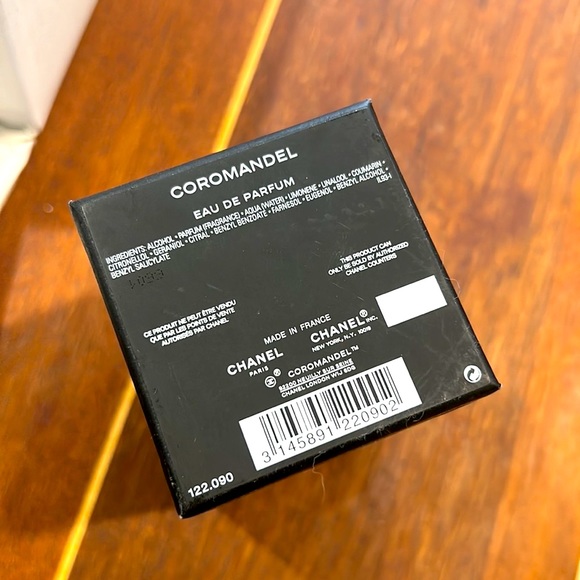 COROMANDEL
EAU DE PARFUM
INGREDIENTS: ALCOHOL • PARFUM (FRAGRANCE) • AQUA (WATER) • LIMONENE • LINALOOL • COUMARIN •
CITRONELLOL • GERANIOL • CITRAL • BENZYL BENZOATE • FARNESOL • EUGENOL • BENZYL ALCOHOL •
BENZYL SALICYLATE
IL93-I
THIS PRODUCT CAN
ONLY BE SOLD BY AUTHORIZED
CHANEL COUNTERS
CE PRODUIT NE PEUT ÊTRE VENDU
QUE PAR LES POINTS DE VENTE
AUTORISÉS PAR CHANEL
MADE IN FRANCE
CHANEL
PARIS
CHANEL® INC.
NEW YORK, N.Y. 10019
® COROMANDEL™
92200 NEUILLY SUR SEINE
CHANEL LONDON W1J 6DG
3 145891 220902
122.090